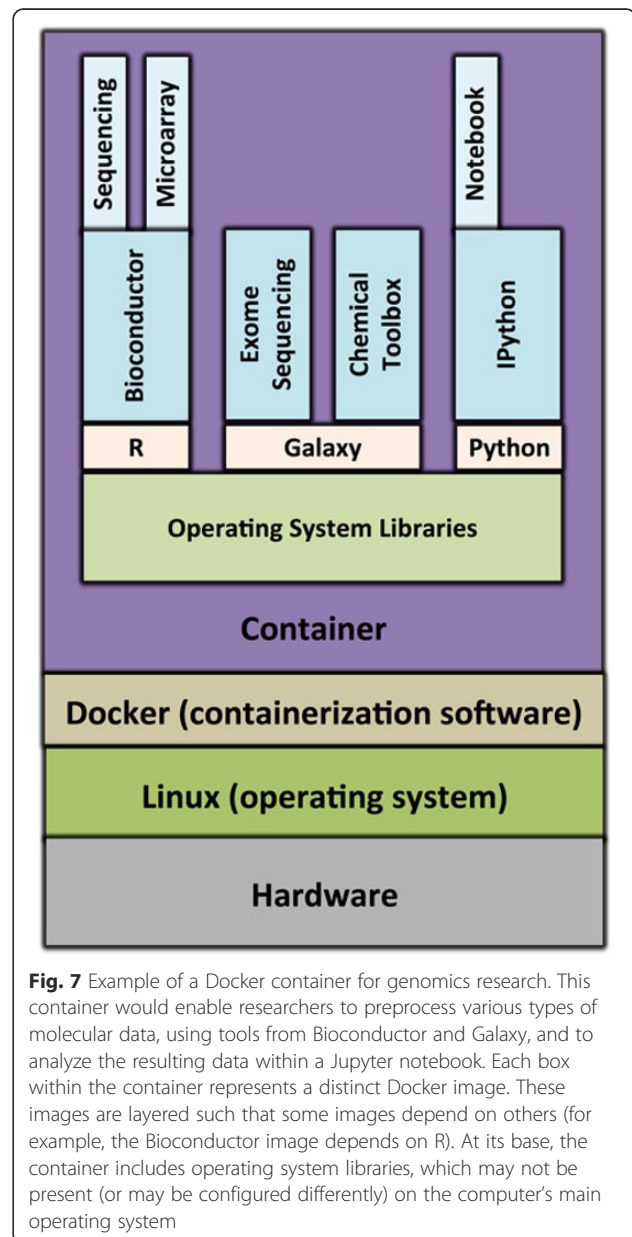 Sequencing
Microarray
Notebook
Bioconductor
Exome
Sequencing
Chemical
Toolbox
IPython
R
Galaxy
Python
Operating System Libraries
Container
Docker (containerization software)
Linux (operating system)
Hardware
Fig. 7 Example of a Docker container for genomics research. This
container would enable researchers to preprocess various types of
molecular data, using tools from Bioconductor and Galaxy, and to
analyze the resulting data within a Jupyter notebook. Each box
within the container represents a distinct Docker image. These
images are layered such that some images depend on others (for
example, the Bioconductor image depends on R). At its base, the
container includes operating system libraries, which may not be
present (or may be configured differently) on the computer's main
operating system